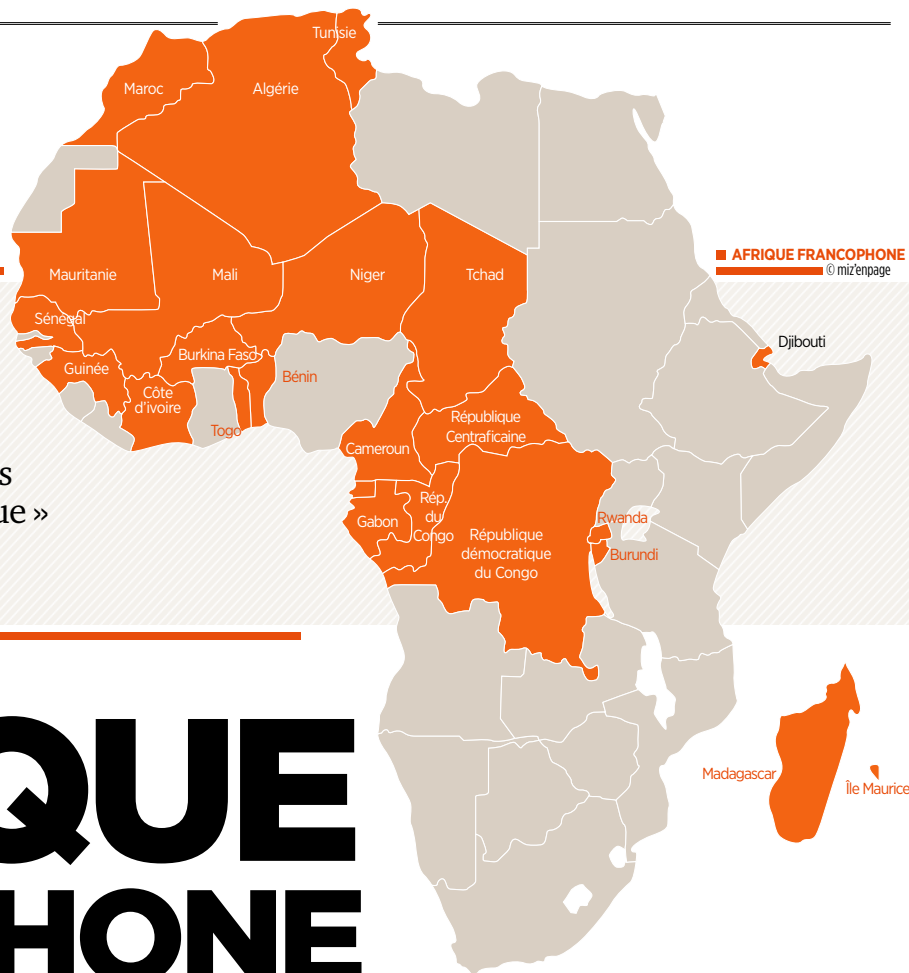 Tunisie
Maroc
Algérie
AFRIQUE FRANCOPHONE
© miz'enpage
Mauritanie
Mali
Niger
Tchad
Sénégal
Djibouti
Burkina Faso
Guinée
Bénin
Côte
d'ivoire
République
Centraficaine
Togo
Cameroun
s
ue »
Rép.
du
Congo
Gabon
Rwanda
République
démocratique
du Congo
Burundi
QUE
HONE
Madagascar
Île Maurice